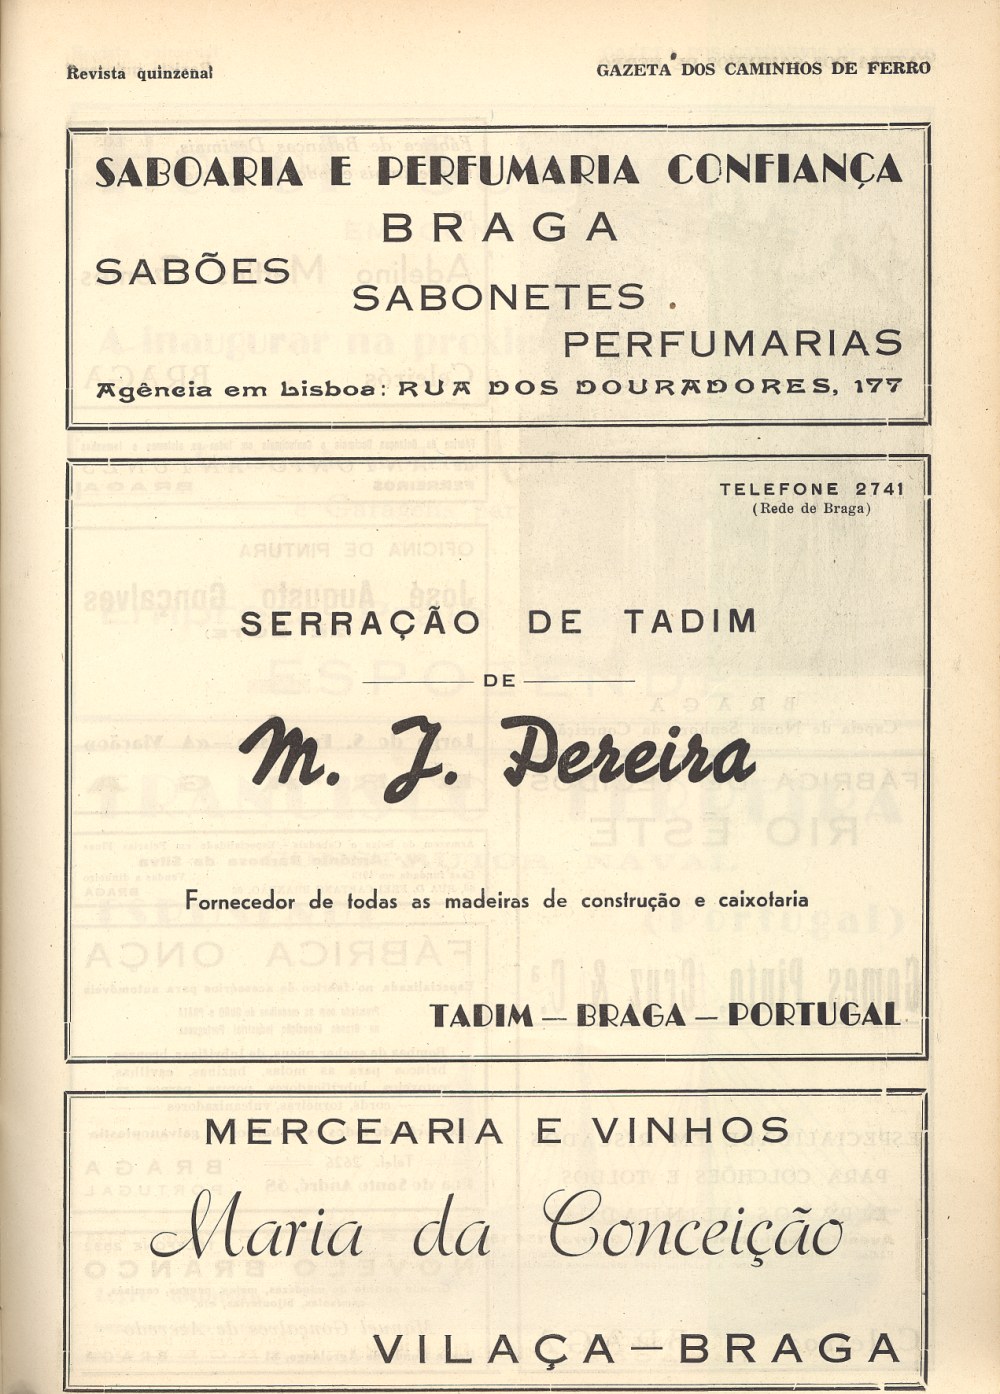 Revista quinzenal
GAZETA DOS CAMINHOS DE FERRO
SABOARIA E PERFUMARIA CONFIANÇA
BRAGA
SABÕES
SABONETES
PERFUMARIAS
Agência em Lisboa: RUA DOS DOURADORES, 177
TELEFONE 2741
(Rede de Braga)
SERRAÇÃO DE TADIM
DE
M. J. Pereira
Fornecedor de todas as madeiras de construção e caixotaria
TADIM — BRAGA — PORTUGAL
MERCEARIA E VINHOS
Maria da Conceição
VILAÇA — BRAGA